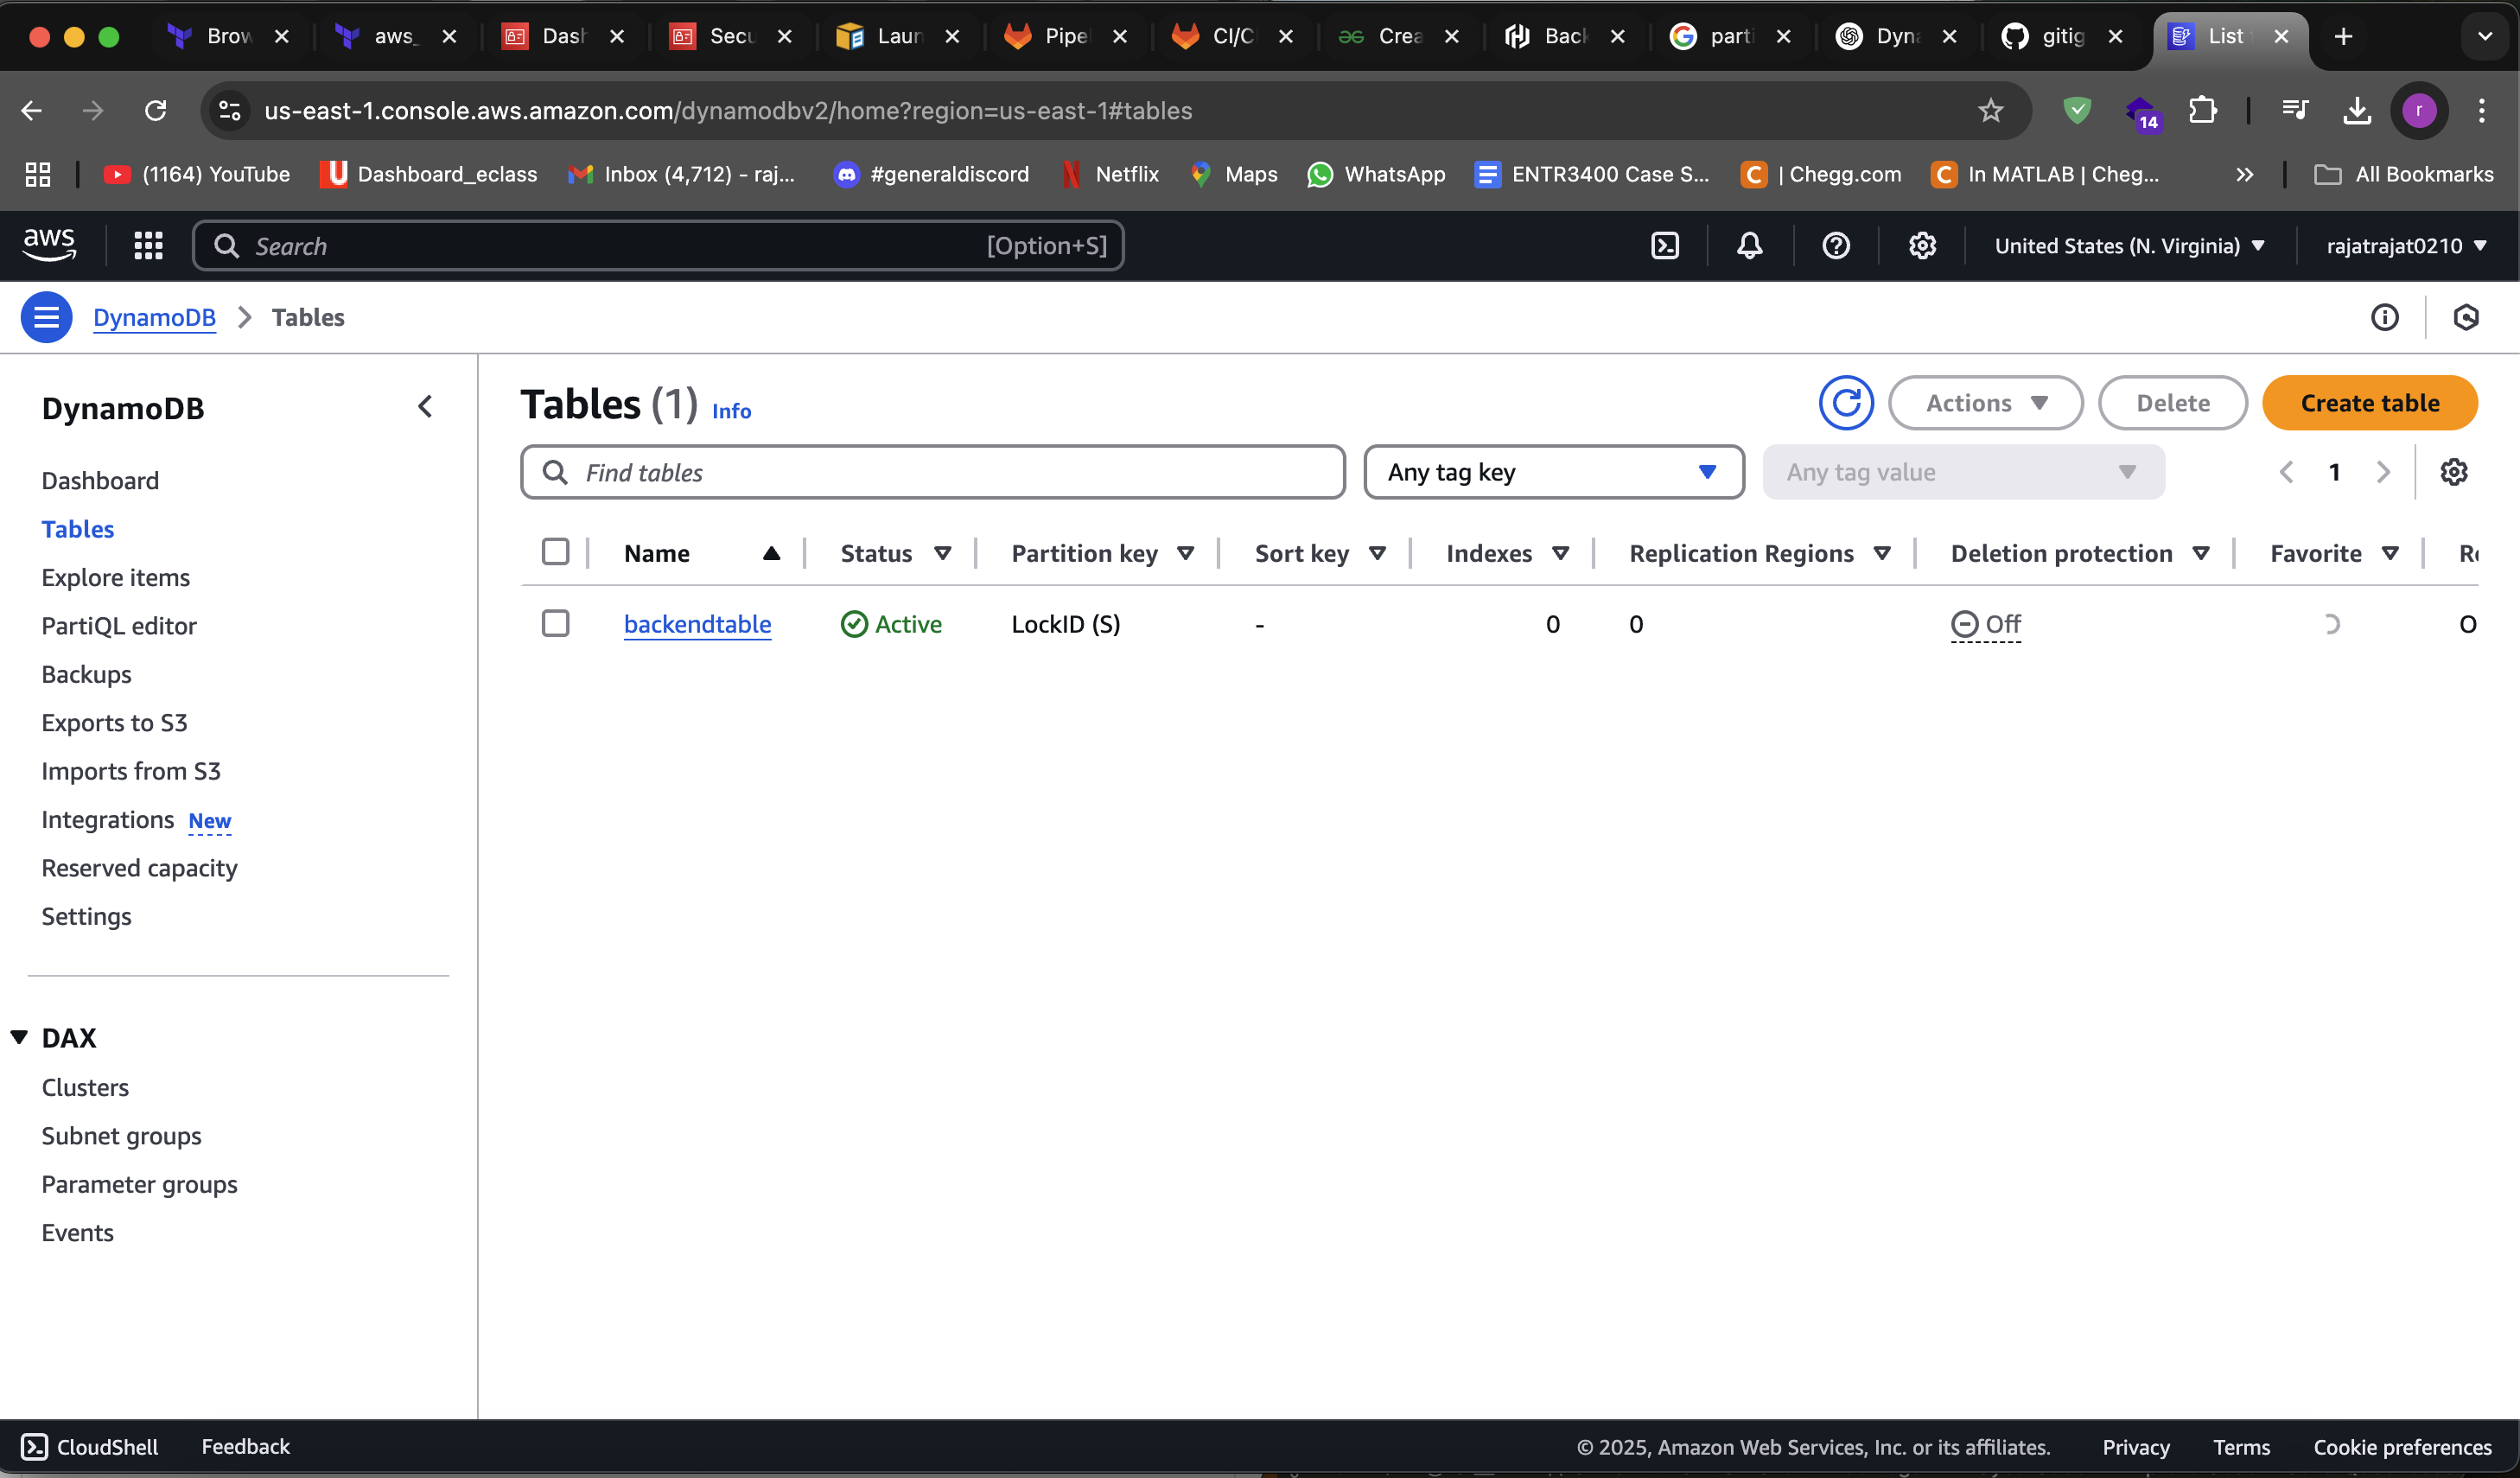 Brow aws_ Dash Secu Laun Pipel CI/C Crea Back parti Dyna gitig List
us-east-1.console.aws.amazon.com/dynamodbv2/home?region=us-east-1#tables 14 r
(1164) YouTube Dashboard_eclass Inbox (4,712) - raj... #generaldiscord Netflix Maps WhatsApp ENTR3400 Case S... | Chegg.com In MATLAB | Cheg... » All Bookmarks
aws Search [Option+S] United States (N. Virginia) rajatrajat0210
DynamoDB > Tables
DynamoDB
Dashboard
Tables
Explore items
PartiQL editor
Backups
Exports to S3
Imports from S3
Integrations New
Reserved capacity
Settings
DAX
Clusters
Subnet groups
Parameter groups
Events
Tables (1) Info Actions Delete Create table
Find tables Any tag key Any tag value 1
Name Status Partition key Sort key Indexes Replication Regions Deletion protection Favorite
backendtable Active LockID (S) - 0 0 Off
CloudShell Feedback © 2025, Amazon Web Services, Inc. or its affiliates. Privacy Terms Cookie preferences